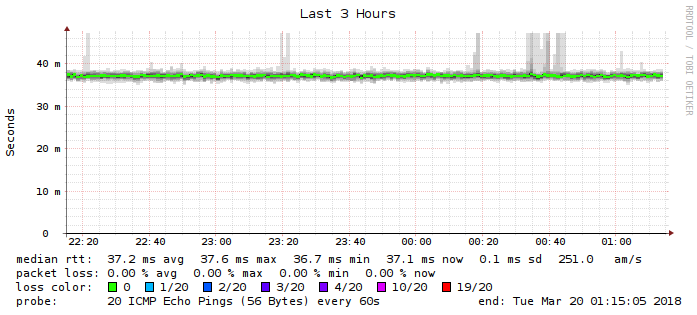 Last 3 Hours
RRDTOOL / TOBI OETIKER
Seconds
40 m
30 m
20 m
10 m
0
22:20 22:40 23:00 23:20 23:40 00:00 00:20 00:40 01:00
median rtt: 37.2 ms avg 37.6 ms max 36.7 ms min 37.1 ms now 0.1 ms sd 251.0 am/s
packet loss: 0.00 % avg 0.00 % max 0.00 % min 0.00 % now
loss color: 0 1/20 2/20 3/20 4/20 10/20 19/20
probe: 20 ICMP Echo Pings (56 Bytes) every 60s end: Tue Mar 20 01:15:05 2018